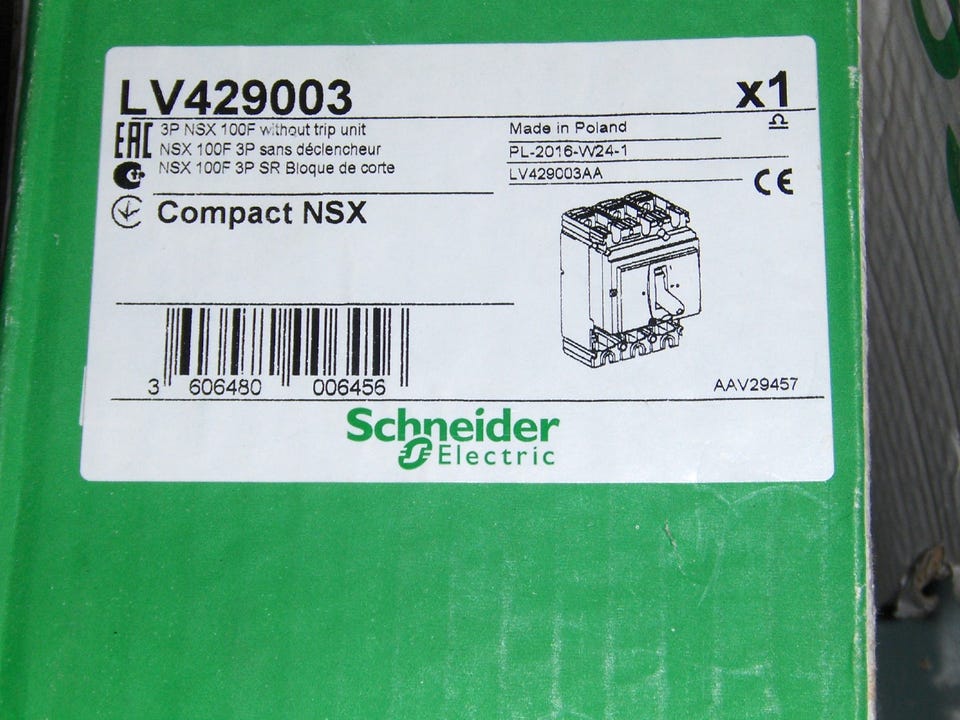 LV429003
x1
EAC
3P NSX 100F without trip unit
NSX 100F 3P sans déclencheur
NSX 100F 3P SR Bloque de corte
Made in Poland
PL-2016-W24-1
LV429003AA
CE
Compact NSX
3 606480 006456
AAV29457
Schneider
Electric